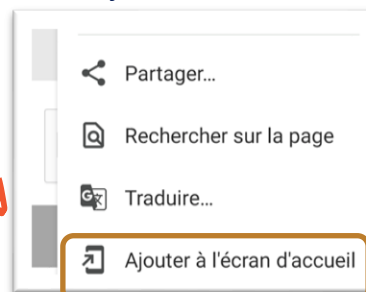 Partager...
Rechercher sur la page
Traduire...
Ajouter à l'écran d'accueil